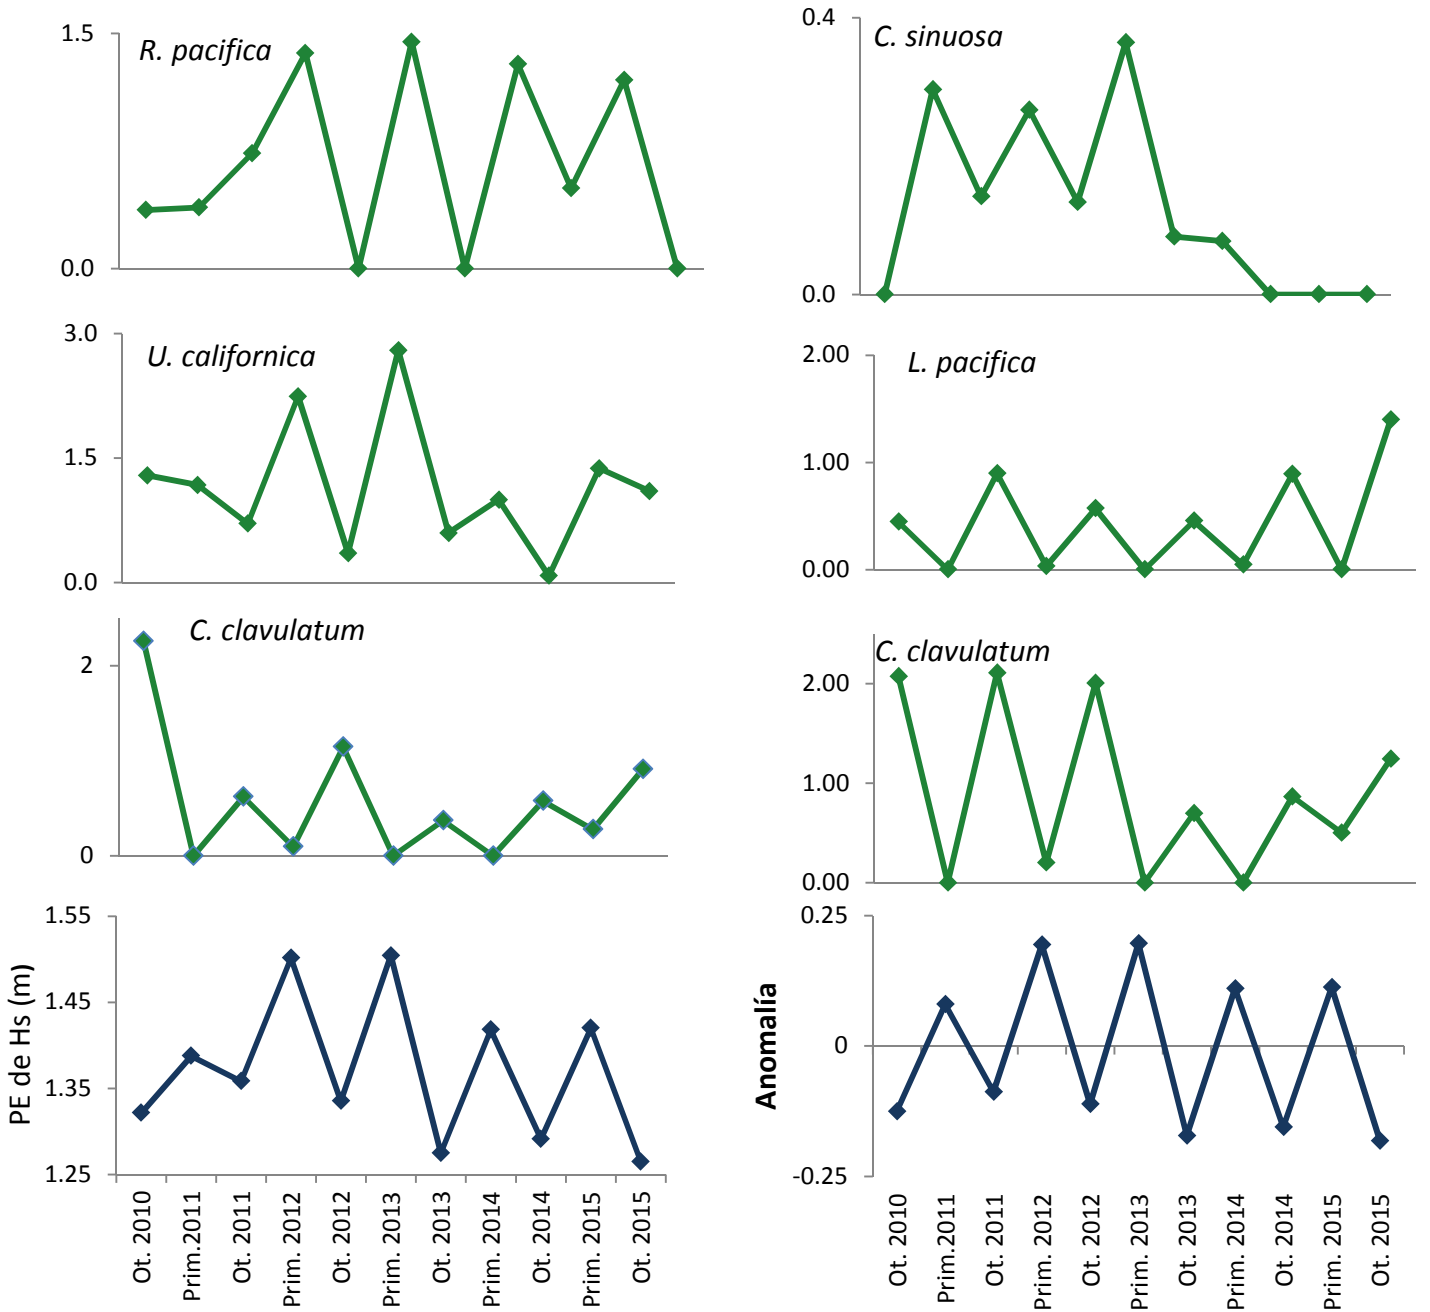 R. pacifica
1.5
0.0
C. sinuosa
0.4
0.0
U. californica
3.0
1.5
0.0
L. pacifica
2.00
1.00
0.00
C. clavulatum
2
0
C. clavulatum
2.00
1.00
0.00
PE de Hs (m)
1.55
1.45
1.35
1.25
Ot. 2010
Prim.2011
Ot. 2011
Prim. 2012
Ot. 2012
Prim. 2013
Ot. 2013
Prim. 2014
Ot. 2014
Prim. 2015
Ot. 2015
Anomalía
0.25
0
-0.25
Ot. 2010
Prim.2011
Ot. 2011
Prim. 2012
Ot. 2012
Prim. 2013
Ot. 2013
Prim. 2014
Ot. 2014
Prim. 2015
Ot. 2015